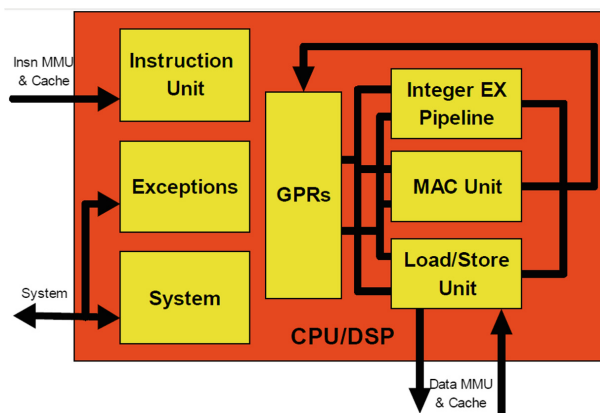 Insn MMU
& Cache
Instruction
Unit
Exceptions
System
System
GPRs
Integer EX
Pipeline
MAC Unit
Load/Store
Unit
CPU/DSP
Data MMU
& Cache